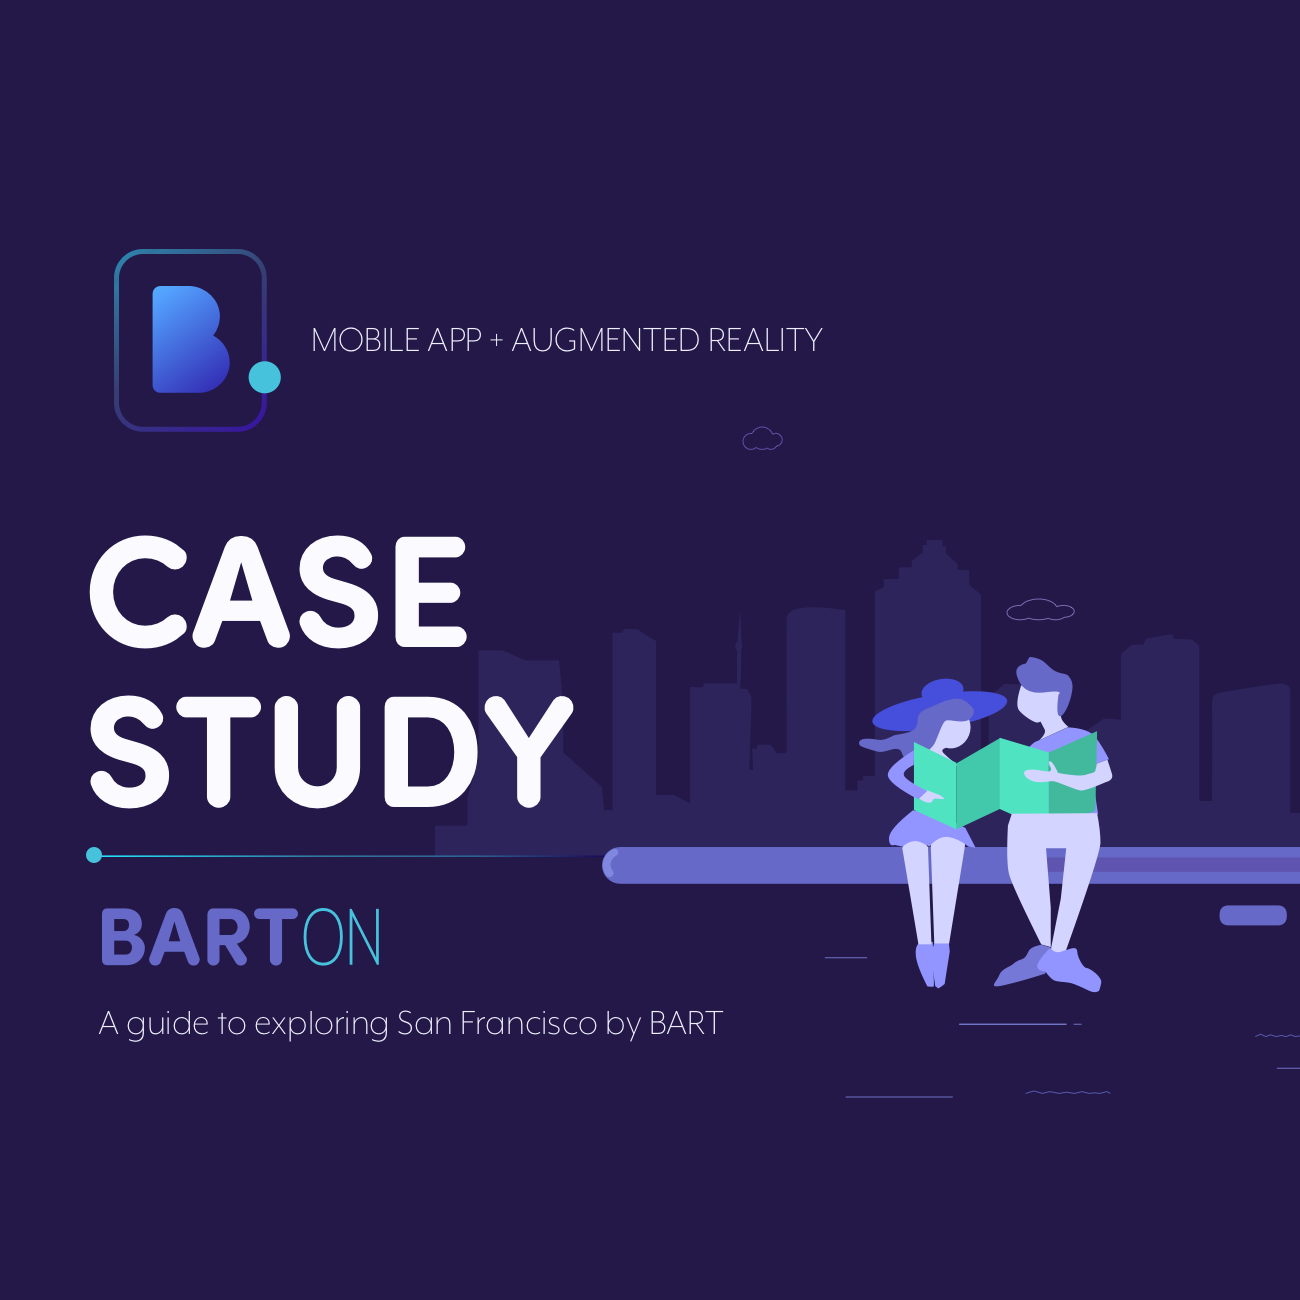 B
MOBILE APP + AUGMENTED REALITY
CASE
STUDY
BARTON
A guide to exploring San Francisco by BART